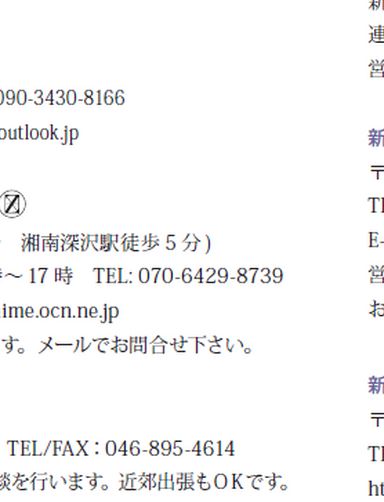 090-3430-8166
outlook.jp
Ⓩ
湘南深沢駅徒歩 5 分 )
～ 17 時　TEL: 070-6429-8739
ime.ocn.ne.jp
す。メールでお問合せ下さい。
TEL/FAX：046-895-4614
談を行います。近郊出張もＯＫです。
新
連
営
新
〒
TE
E-
営
お
新
〒
TE
ht